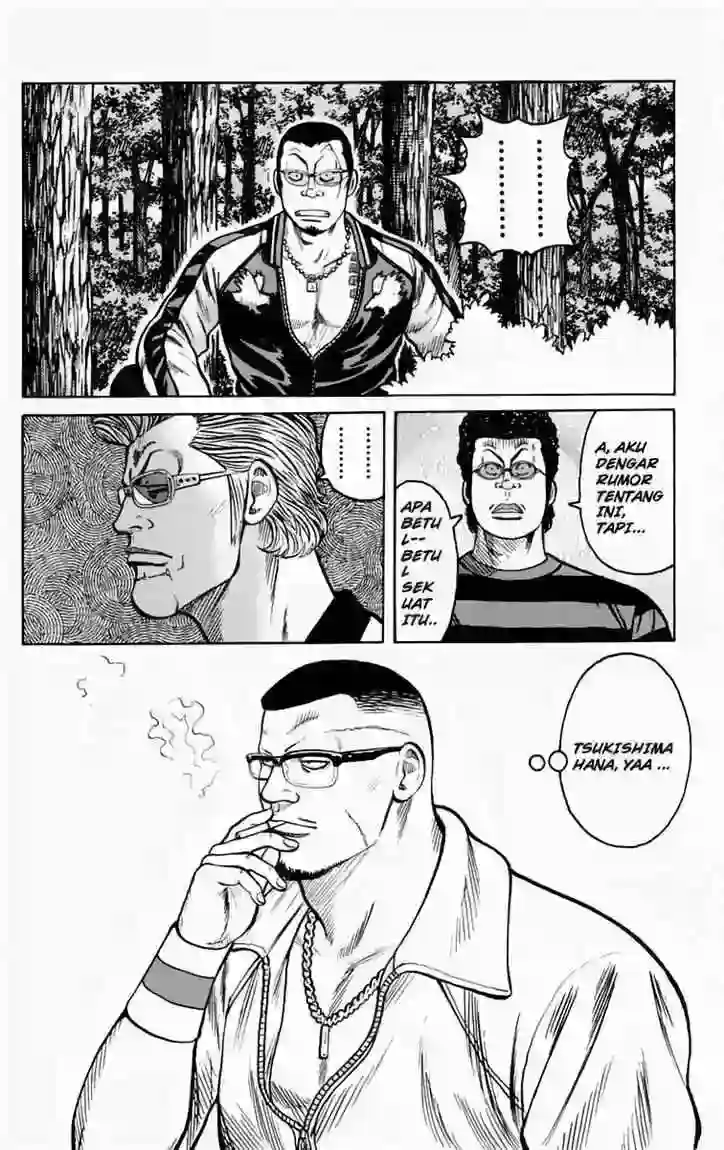 A, AKU
DENGAR
RUMOR
TENTANG
INI,
TAPI...
APA
BETU
L--
BETU
L
SEK
UAT
ITU..
TSUKISHIMA
HANA, YAA ...